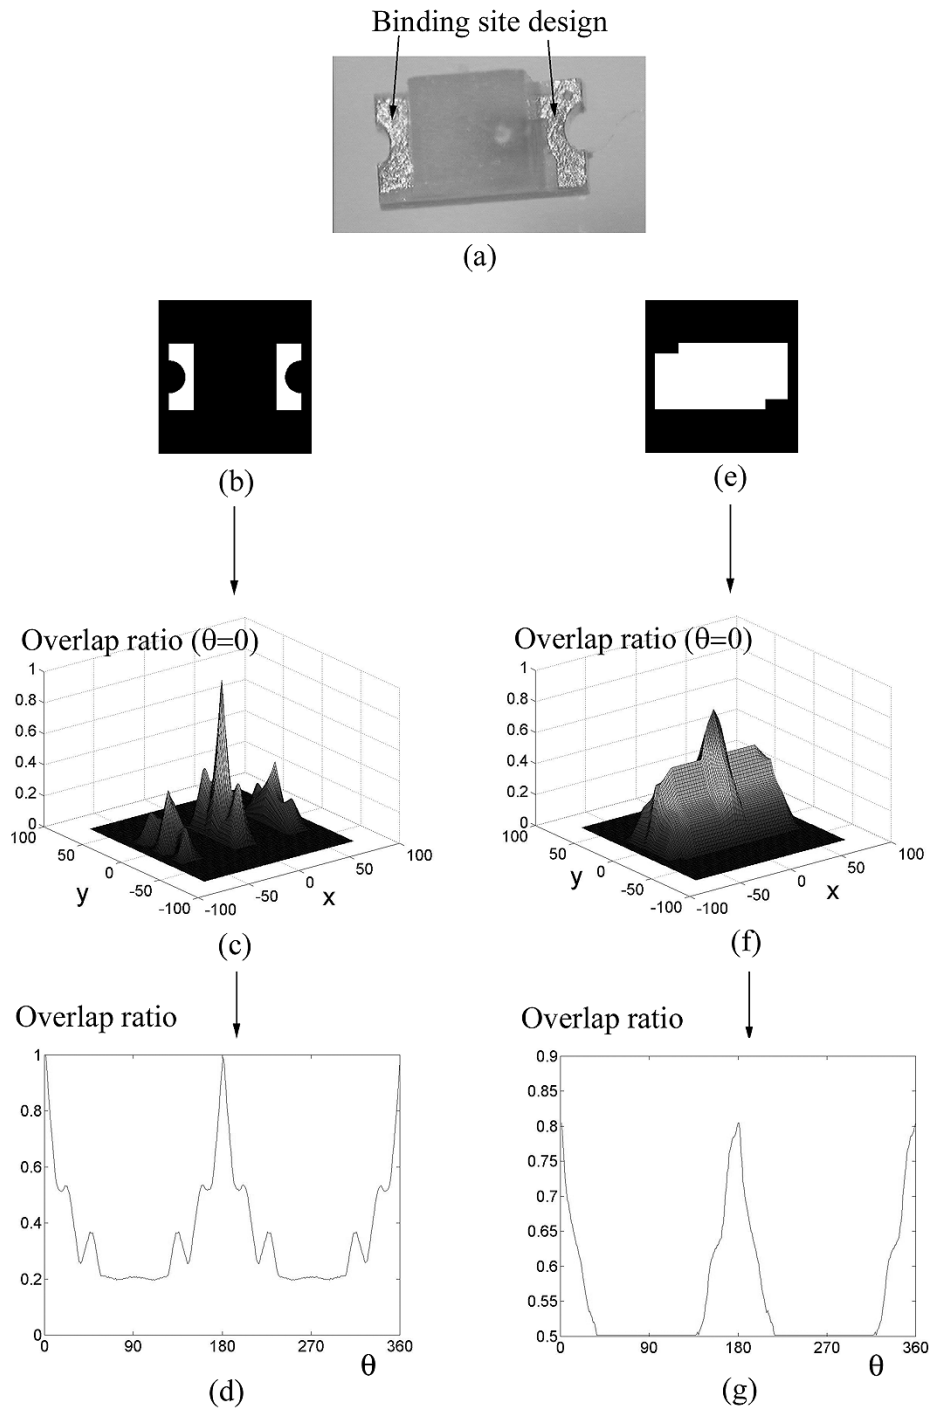 Binding site design
(a)
(b)
(e)
Overlap ratio (θ=0)
1
0.8
0.6
0.4
0.2
0
100
50
0
-50
-100
y
-100
-50
0
50
100
x
(c)
Overlap ratio (θ=0)
1
0.8
0.6
0.4
0.2
0
100
50
0
-50
-100
y
-100
-50
0
50
100
x
(f)
Overlap ratio
1
0.8
0.6
0.4
0.2
0
0 90 180 270 360
θ
(d)
Overlap ratio
0.9
0.85
0.8
0.75
0.7
0.65
0.6
0.55
0.5
0 90 180 270 360
θ
(g)